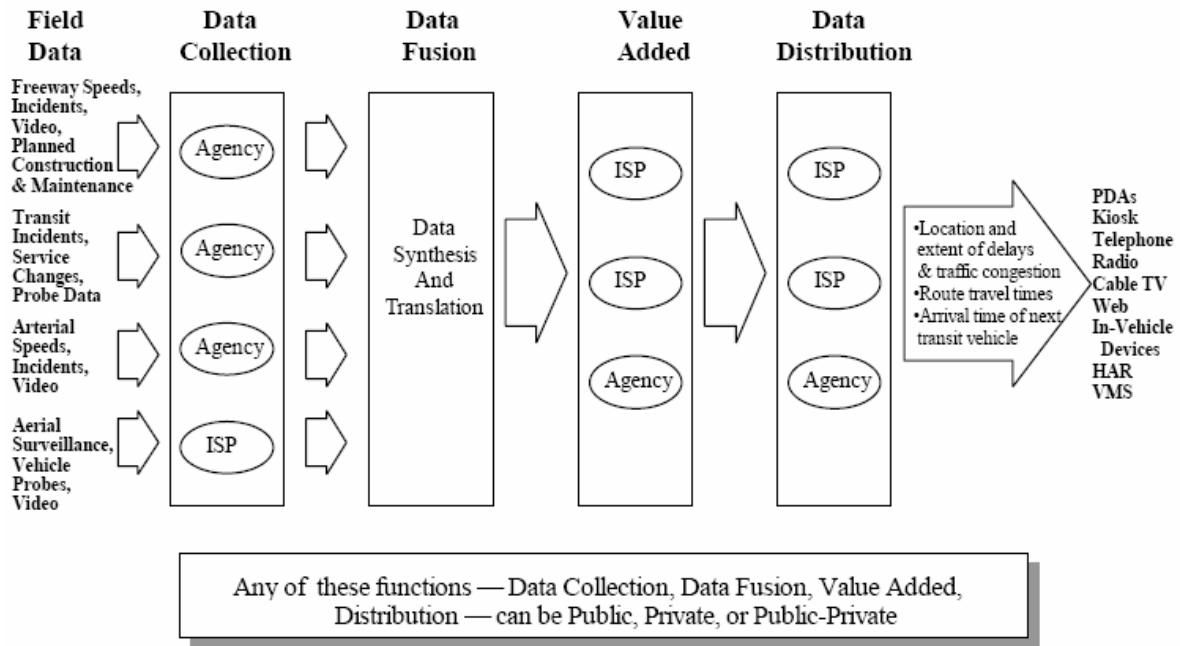 Field
Data
Data
Collection
Data
Fusion
Value
Added
Data
Distribution
Freeway Speeds,
Incidents,
Video,
Planned
Construction
& Maintenance
Transit
Incidents,
Service
Changes,
Probe Data
Arterial
Speeds,
Incidents,
Video
Aerial
Surveillance,
Vehicle
Probes,
Video
Agency
Agency
Agency
ISP
Data
Synthesis
And
Translation
ISP
ISP
Agency
ISP
ISP
Agency
•Location and
extent of delays
& traffic congestion
•Route travel times
•Arrival time of next
transit vehicle
PDAs
Kiosk
Telephone
Radio
Cable TV
Web
In-Vehicle
Devices
HAR
VMS
Any of these functions — Data Collection, Data Fusion, Value Added,
Distribution — can be Public, Private, or Public-Private